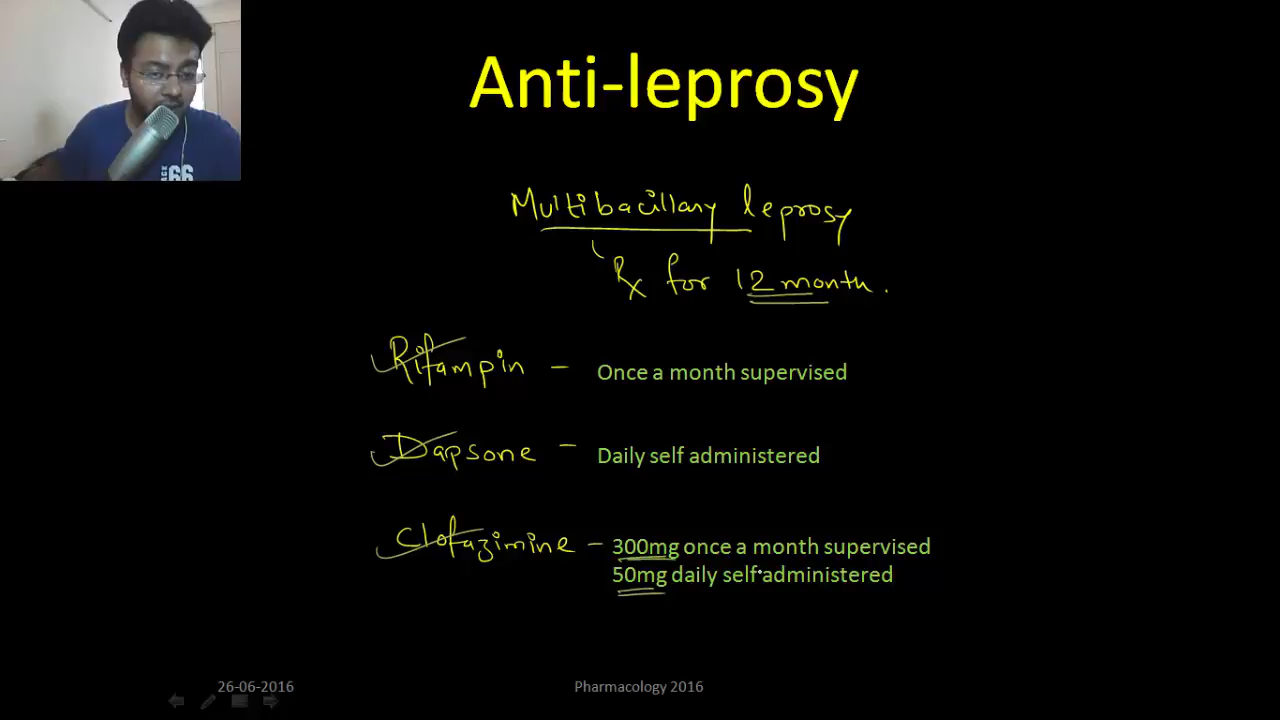 Anti-leprosy
Multibacillary leprosy
Rx for 12 month.
Rifampin - Once a month supervised
Dapsone - Daily self administered
Clofazimine - 300mg once a month supervised
50mg daily self administered
66
26-06-2016
Pharmacology 2016